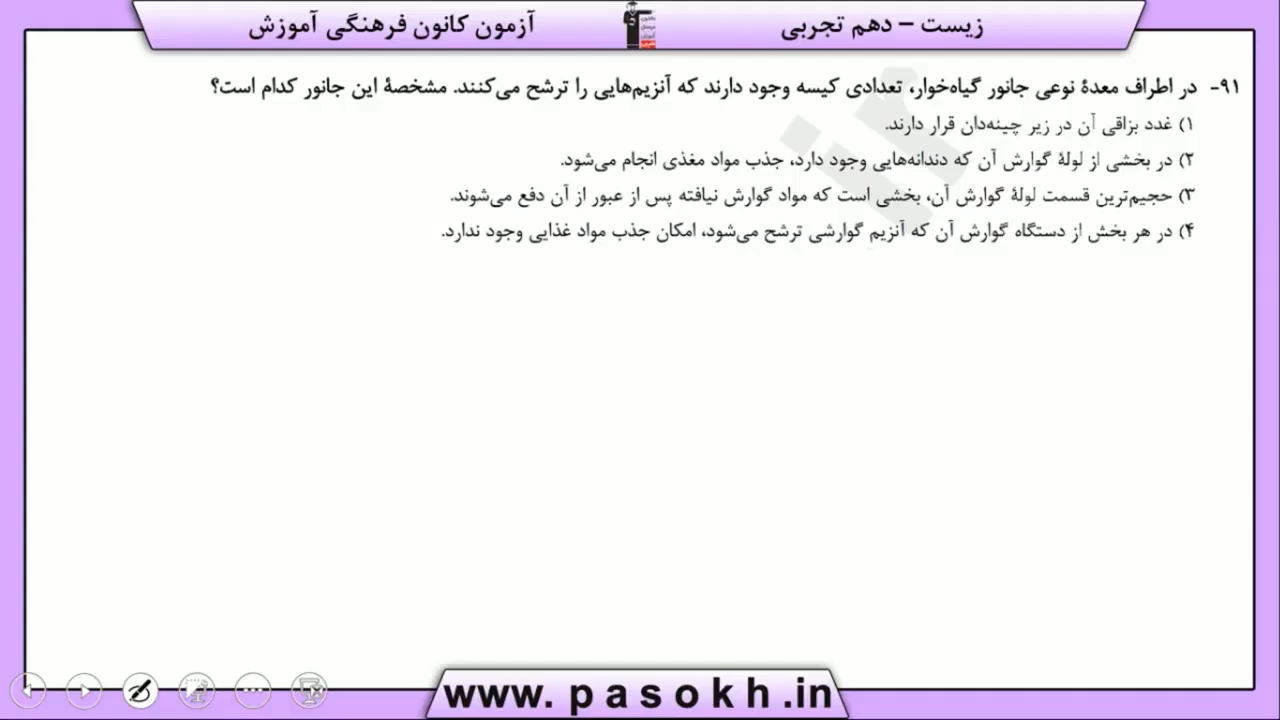 زیست – دهم تجربی
آزمون کانون فرهنگی آموزش
۹۱- در اطراف معدهٔ نوعی جانور گیاه‌خوار، تعدادی کیسه وجود دارند که آنزیم‌هایی را ترشح می‌کنند. مشخصهٔ این جانور کدام است؟
۱) غدد بزاقی آن در زیر چینه‌دان قرار دارند.
۲) در بخشی از لولهٔ گوارش آن که دندانه‌هایی وجود دارد، جذب مواد مغذی انجام می‌شود.
۳) حجیم‌ترین قسمت لولهٔ گوارش آن، بخشی است که مواد گوارش نیافته پس از عبور از آن دفع می‌شوند.
۴) در هر بخش از دستگاه گوارش آن که آنزیم گوارشی ترشح می‌شود، امکان جذب مواد غذایی وجود ندارد.
www. p a s o k h .in